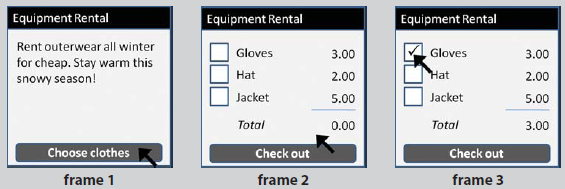 Equipment Rental
Rent outerwear all winter
for cheap. Stay warm this
snowy season!
Choose clothes
frame 1
Equipment Rental
Gloves 3.00
Hat 2.00
Jacket 5.00
Total 0.00
Check out
frame 2
Equipment Rental
Gloves 3.00
Hat 2.00
Jacket 5.00
Total 3.00
Check out
frame 3